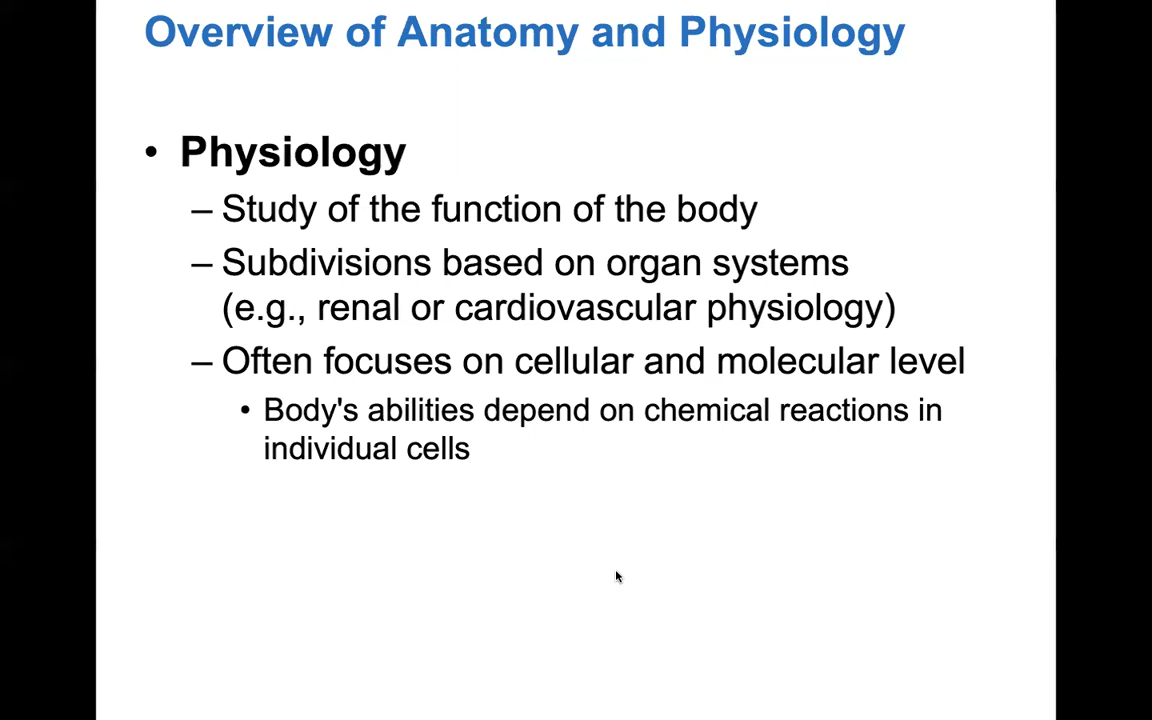 Overview of Anatomy and Physiology
• Physiology
– Study of the function of the body
– Subdivisions based on organ systems
(e.g., renal or cardiovascular physiology)
– Often focuses on cellular and molecular level
• Body's abilities depend on chemical reactions in
individual cells